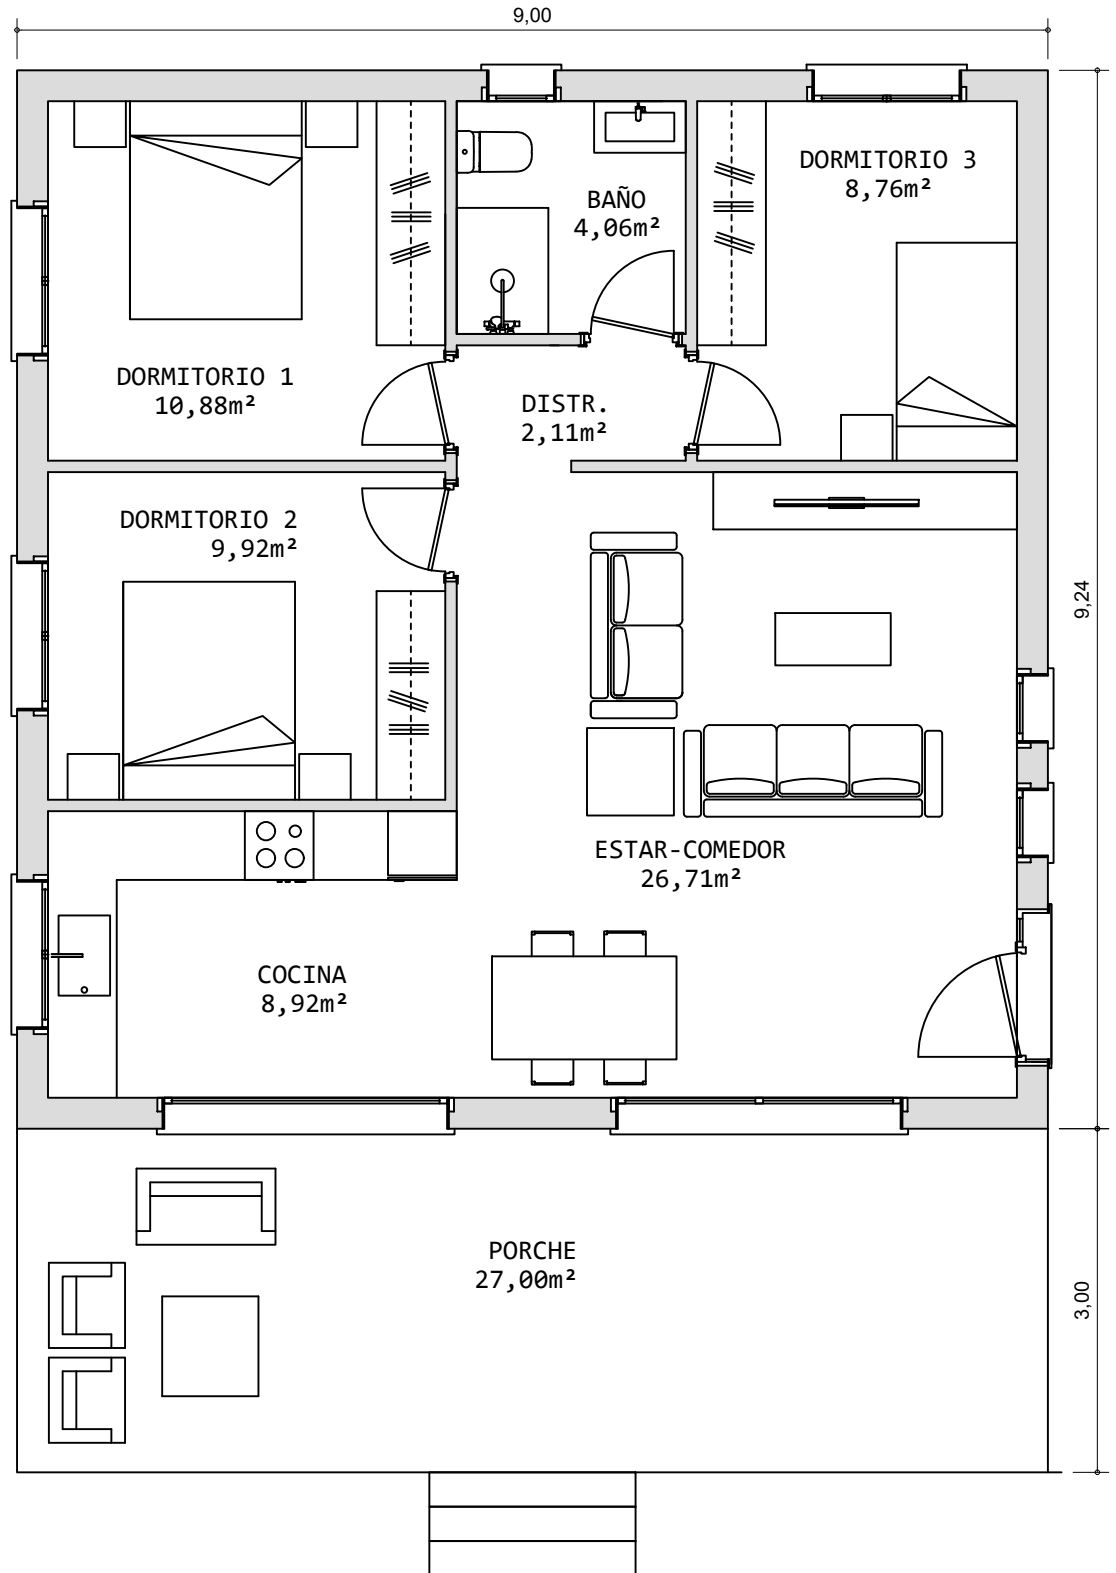 9,00
DORMITORIO 3
8,76m²
BAÑO
4,06m²
DORMITORIO 1
10,88m²
DISTR.
2,11m²
DORMITORIO 2
9,92m²
9,24
ESTAR-COMEDOR
26,71m²
COCINA
8,92m²
PORCHE
27,00m²
3,00